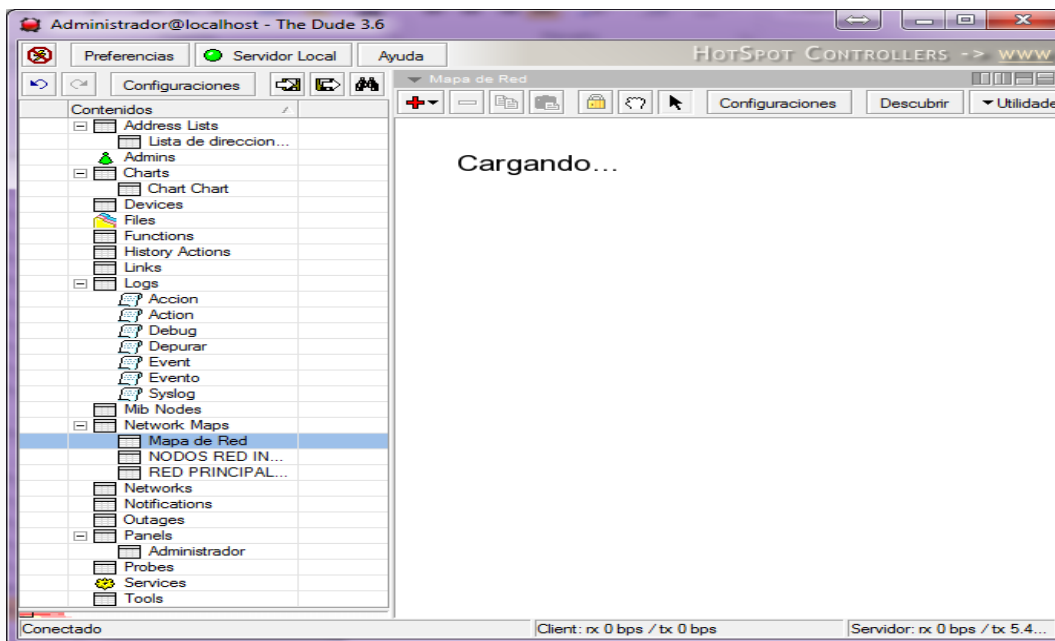 Administrador@localhost - The Dude 3.6
Preferencias Servidor Local Ayuda
HotSpot Controllers -> www
Configuraciones
Mapa de Red
Contenidos
Configuraciones Descubrir Utilidade
Address Lists
Lista de direccion...
Admins
Charts
Chart Chart
Devices
Files
Functions
History Actions
Links
Logs
Accion
Action
Debug
Depurar
Event
Evento
Syslog
Mib Nodes
Network Maps
Mapa de Red
NODOS RED IN...
RED PRINCIPAL...
Networks
Notifications
Outages
Panels
Administrador
Probes
Services
Tools
Cargando...
Conectado
Client: rx 0 bps / tx 0 bps
Servidor: rx 0 bps / tx 5.4...